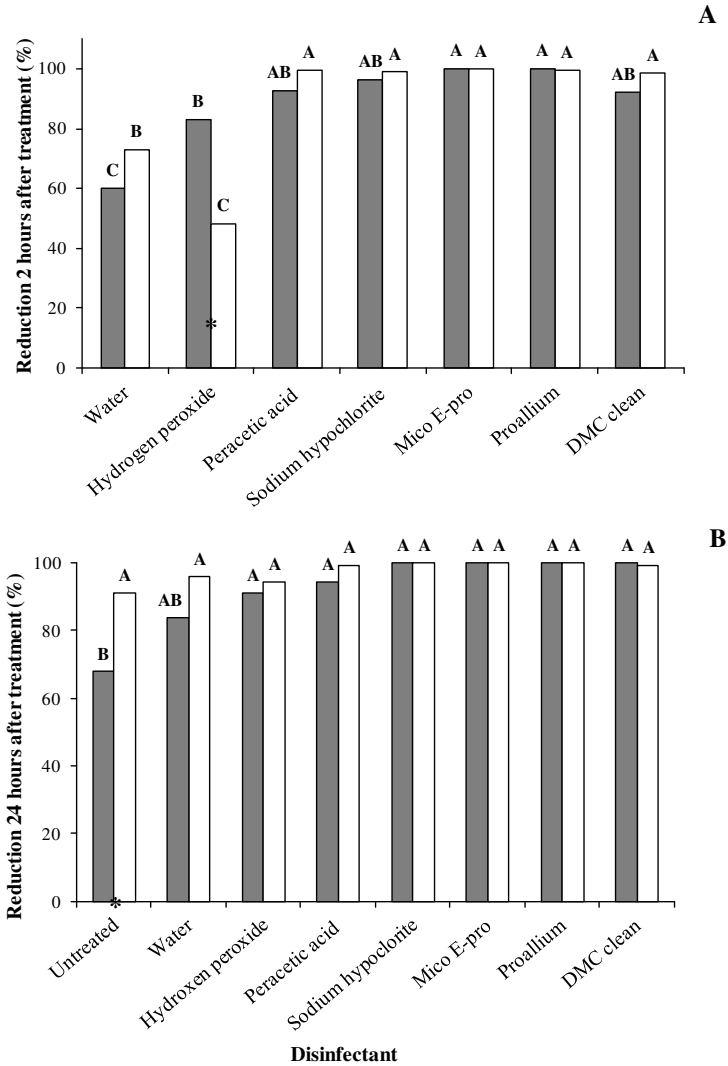 A
Reduction 2 hours after treatment (%)
100
80
60
40
20
0
C
B
B
C
AB
A
AB
A
A
A
A
A
AB
A
*
Water
Hydrogen peroxide
Peracetic acid
Sodium hypochlorite
Mico E-pro
Proallium
DMC clean
B
Reduction 24 hours after treatment (%)
100
80
60
40
20
0
B
A
AB
A
A
A
A
A
A
A
A
A
A
A
A
A
*
Untreated
Water
Hydroxen peroxide
Peracetic acid
Sodium hypoclorite
Mico E-pro
Proallium
DMC clean
Disinfectant